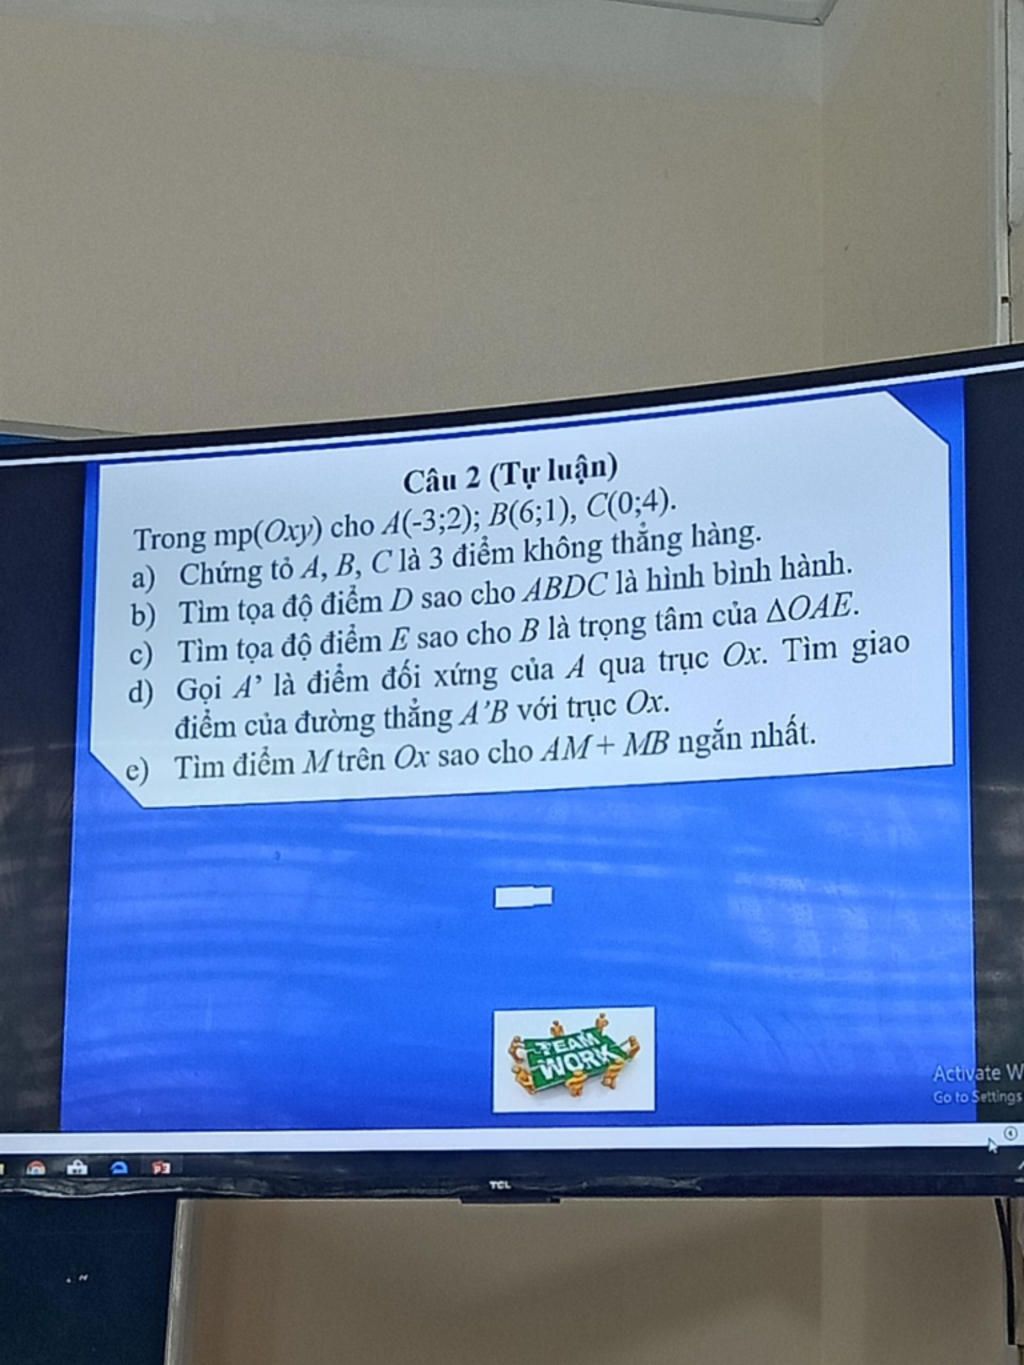 Câu 2 (Tự luận)
Trong mp(Oxy) cho A(-3;2); B(6;1), C(0;4).
a) Chứng tỏ A, B, C là 3 điểm không thẳng hàng.
b) Tìm tọa độ điểm D sao cho ABDC là hình bình hành.
c) Tìm tọa độ điểm E sao cho B là trọng tâm của ΔOAE.
d) Gọi A’ là điểm đối xứng của A qua trục Ox. Tìm giao
điểm của đường thẳng A’B với trục Ox.
e) Tìm điểm M trên Ox sao cho AM + MB ngắn nhất.
TEAM
WORK
Activate W
Go to Settings
TCL